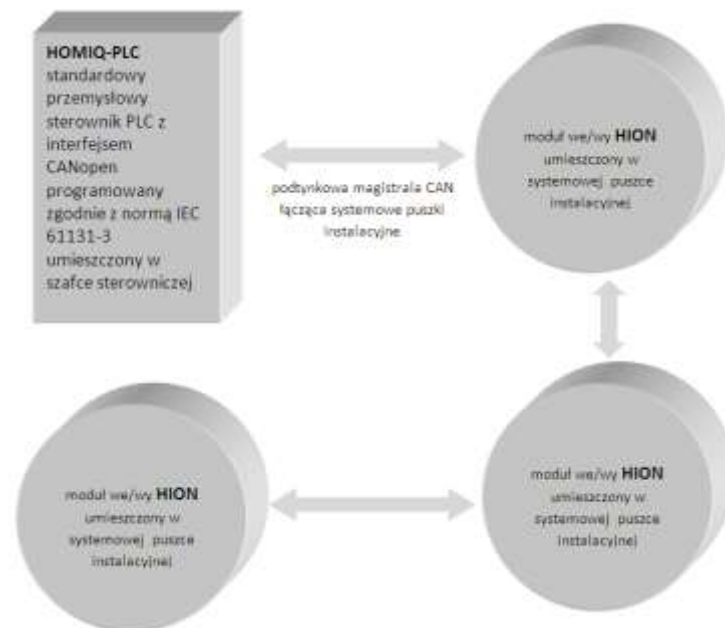 HOMIQ-PLC
standardowy
przemysłowy
sterownik PLC z
interfejsem
CANopen
programowany
zgodnie z normą IEC
61131-3
umieszczony w
szafce sterowniczej
podtynkowa magistrala CAN
łącząca systemowe puszki
instalacyjne
moduł we/wy HION
umieszczony w
systemowej puszce
instalacyjnej
moduł we/wy HION
umieszczony w
systemowej puszce
instalacyjnej
moduł we/wy HION
umieszczony w
systemowej puszce
instalacyjnej